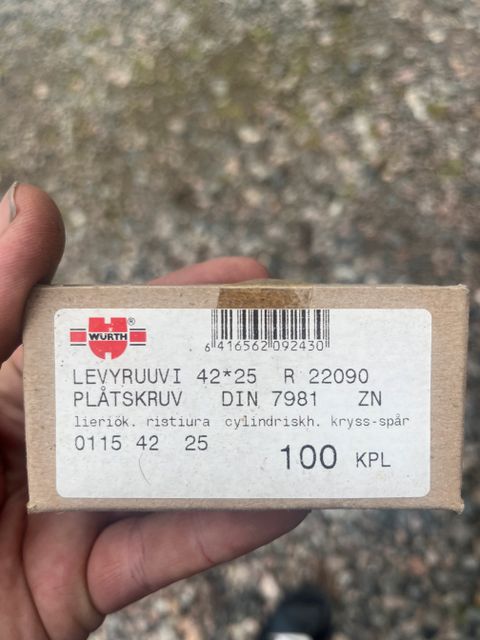 WÜRTH®
6 416562 092430
LEVYRUUVI 42*25 R 22090
PLÅTSKRUV DIN 7981 ZN
lieriök. ristiura cylindriskh. kryss-spår
0115 42 25
100 KPL